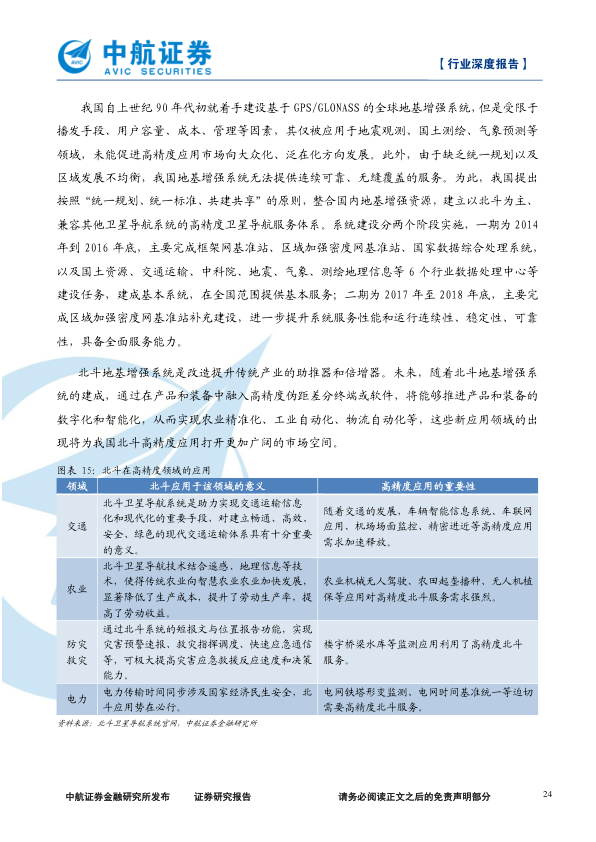 AVIC
中航证券
AVIC SECURITIES
【行业深度报告】
我国自上世纪 90 年代初就着手建设基于 GPS/GLONASS 的全球地基增强系统,但是受限于
播发手段、用户容量、成本、管理等因素,其仅被应用于地震观测、国土测绘、气象预测等
领域,未能促进高精度应用市场向大众化、泛在化方向发展。此外,由于缺乏统一规划以及
区域发展不均衡,我国地基增强系统无法提供连续可靠、无缝覆盖的服务。为此,我国提出
按照“统一规划、统一标准、共建共享”的原则,整合国内地基增强资源,建立以北斗为主、
兼容其他卫星导航系统的高精度卫星导航服务体系。系统建设分两个阶段实施,一期为 2014
年到 2016 年底,主要完成框架网基准站、区域加强密度网基准站、国家数据综合处理系统,
以及国土资源、交通运输、中科院、地震、气象、测绘地理信息等 6 个行业数据处理中心等
建设任务,建成基本系统,在全国范围提供基本服务;二期为 2017 年至 2018 年底,主要完
成区域加强密度网基准站补充建设,进一步提升系统服务性能和运行连续性、稳定性、可靠
性,具备全面服务能力。
北斗地基增强系统是改造提升传统产业的助推器和倍增器。未来,随着北斗地基增强系
统的建成,通过在产品和装备中融入高精度伪距差分终端或软件,将能够推进产品和装备的
数字化和智能化,从而实现农业精准化、工业自动化、物流自动化等,这些新应用领域的出
现将为我国北斗高精度应用打开更加广阔的市场空间。
图表 15:北斗在高精度领域的应用
领域 北斗应用于该领域的意义 高精度应用的重要性
交通
北斗卫星导航系统是助力实现交通运输信息
化和现代化的重要手段,对建立畅通、高效、
安全、绿色的现代交通运输体系具有十分重要
的意义。
随着交通的发展,车辆智能信息系统、车联网
应用、机场场面监控、精密进近等高精度应用
需求加速释放。
农业
北斗卫星导航技术结合遥感、地理信息等技
术,使得传统农业向智慧农业农业加快发展,
显著降低了生产成本,提升了劳动生产率,提
高了劳动收益。
农业机械无人驾驶、农田起垄播种、无人机植
保等应用对高精度北斗服务需求强烈。
防灾
救灾
通过北斗系统的短报文与位置报告功能,实现
灾害预警速报、救灾指挥调度、快速应急通信
等,可极大提高灾害应急救援反应速度和决策
能力。
楼宇桥梁水库等监测应用利用了高精度北斗
服务。
电力
电力传输时间同步涉及国家经济民生安全,北
斗应用势在必行。
电网铁塔形变监测、电网时间基准统一等迫切
需要高精度北斗服务。
资料来源:北斗卫星导航系统官网,中航证券金融研究所
中航证券金融研究所发布 证券研究报告 请务必阅读正文之后的免责声明部分 24